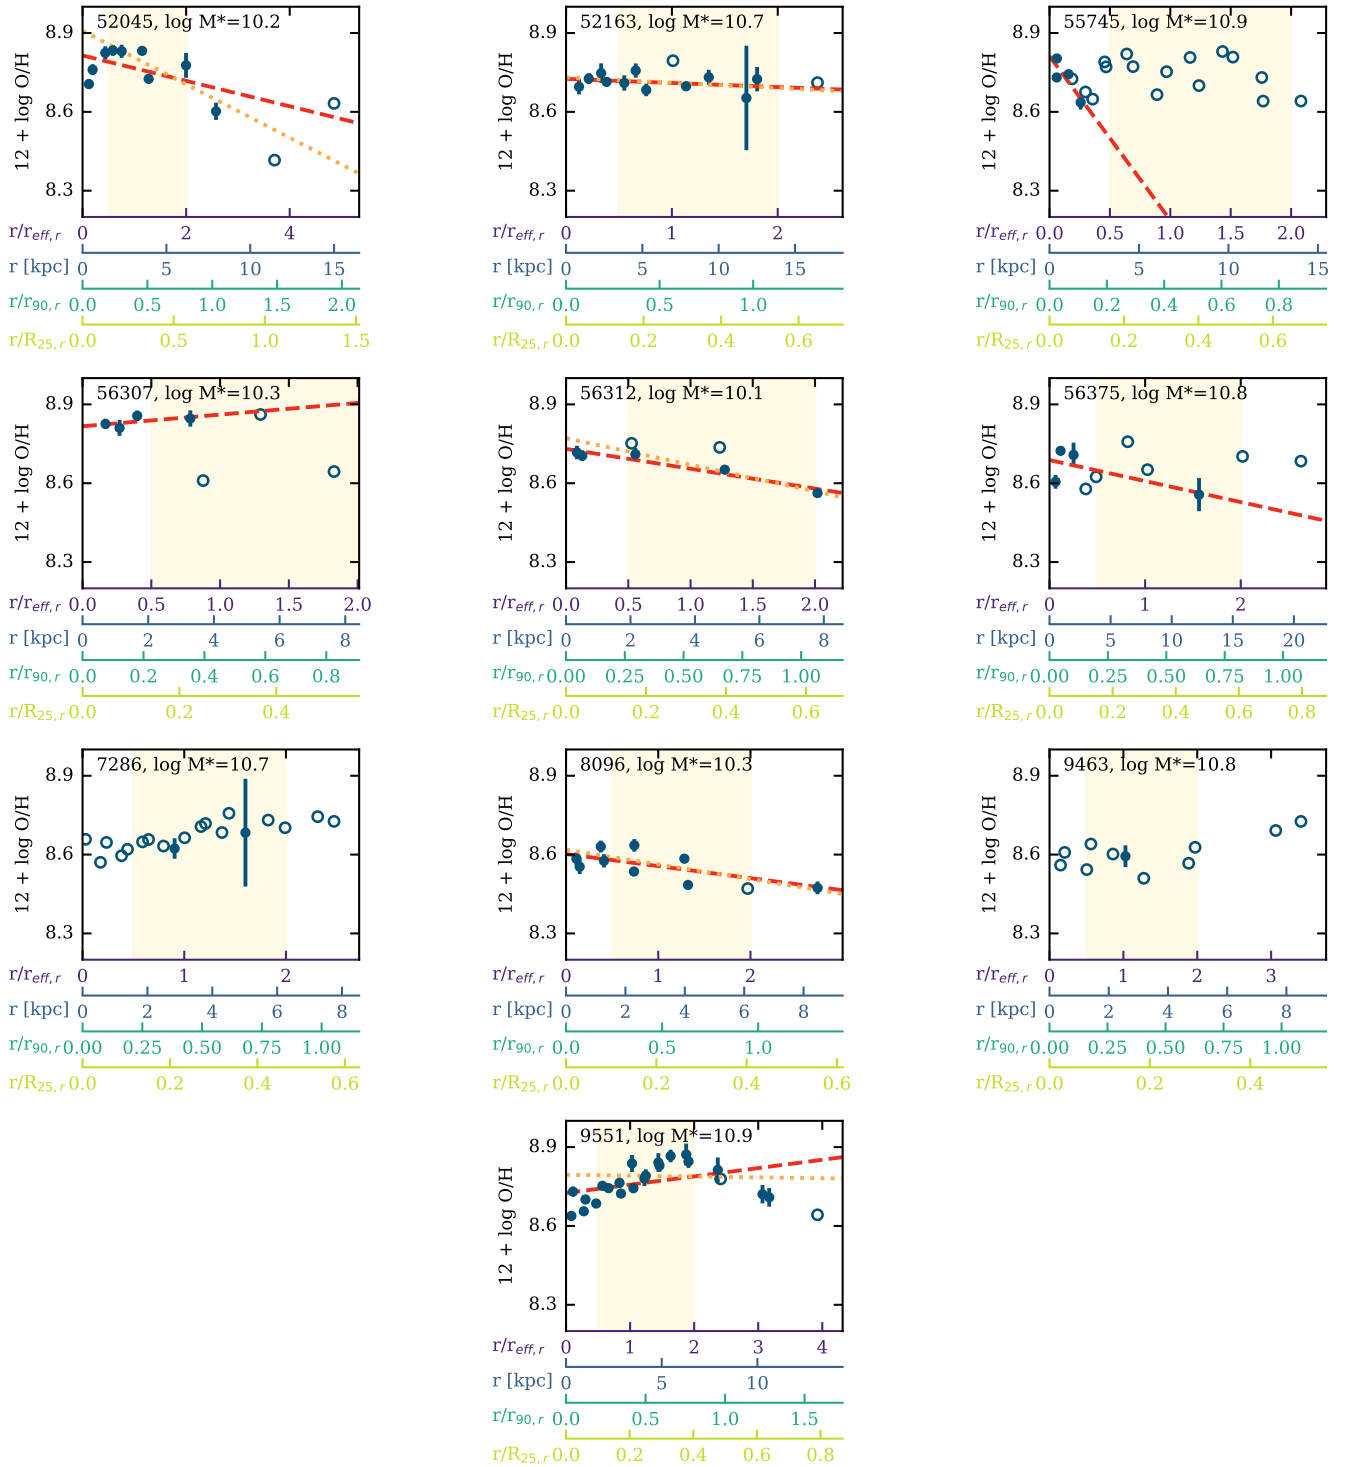 52045, log M*=10.2
12 + log O/H
8.9
8.6
8.3
r/r_eff,r 0 2 4
r [kpc] 0 5 10 15
r/r_90,r 0.0 0.5 1.0 1.5 2.0
r/R_25,r 0.0 0.5 1.0 1.5
52163, log M*=10.7
12 + log O/H
8.9
8.6
8.3
r/r_eff,r 0 1 2
r [kpc] 0 5 10 15
r/r_90,r 0.0 0.5 1.0
r/R_25,r 0.0 0.2 0.4 0.6
55745, log M*=10.9
12 + log O/H
8.9
8.6
8.3
r/r_eff,r 0.0 0.5 1.0 1.5 2.0
r [kpc] 0 5 10 15
r/r_90,r 0.0 0.2 0.4 0.6 0.8
r/R_25,r 0.0 0.2 0.4 0.6
56307, log M*=10.3
12 + log O/H
8.9
8.6
8.3
r/r_eff,r 0.0 0.5 1.0 1.5 2.0
r [kpc] 0 2 4 6 8
r/r_90,r 0.0 0.2 0.4 0.6 0.8
r/R_25,r 0.0 0.2 0.4
56312, log M*=10.1
12 + log O/H
8.9
8.6
8.3
r/r_eff,r 0.0 0.5 1.0 1.5 2.0
r [kpc] 0 2 4 6 8
r/r_90,r 0.00 0.25 0.50 0.75 1.00
r/R_25,r 0.0 0.2 0.4 0.6
56375, log M*=10.8
12 + log O/H
8.9
8.6
8.3
r/r_eff,r 0 1 2
r [kpc] 0 5 10 15 20
r/r_90,r 0.00 0.25 0.50 0.75 1.00
r/R_25,r 0.0 0.2 0.4 0.6 0.8
7286, log M*=10.7
12 + log O/H
8.9
8.6
8.3
r/r_eff,r 0 1 2
r [kpc] 0 2 4 6 8
r/r_90,r 0.00 0.25 0.50 0.75 1.00
r/R_25,r 0.0 0.2 0.4 0.6
8096, log M*=10.3
12 + log O/H
8.9
8.6
8.3
r/r_eff,r 0 1 2
r [kpc] 0 2 4 6 8
r/r_90,r 0.0 0.5 1.0
r/R_25,r 0.0 0.2 0.4 0.6
9463, log M*=10.8
12 + log O/H
8.9
8.6
8.3
r/r_eff,r 0 1 2 3
r [kpc] 0 2 4 6 8
r/r_90,r 0.00 0.25 0.50 0.75 1.00
r/R_25,r 0.0 0.2 0.4
9551, log M*=10.9
12 + log O/H
8.9
8.6
8.3
r/r_eff,r 0 1 2 3 4
r [kpc] 0 5 10
r/r_90,r 0.0 0.5 1.0 1.5
r/R_25,r 0.0 0.2 0.4 0.6 0.8